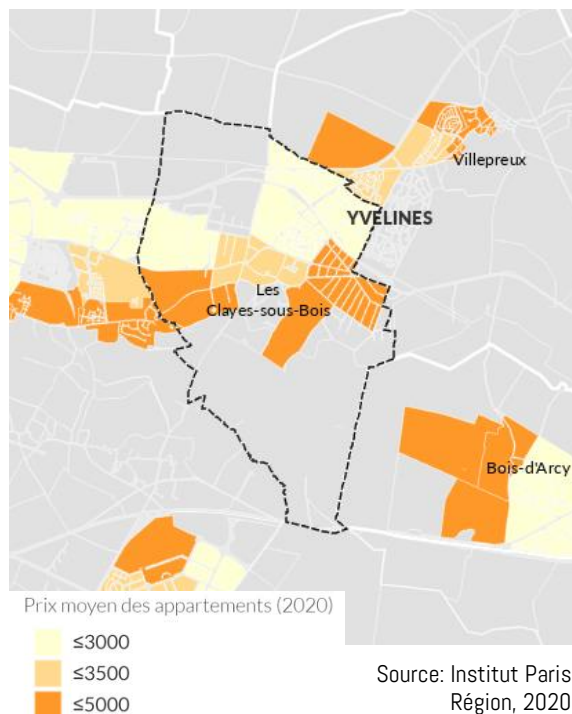 Villepreux
YVELINES
Les
Clayes-sous-Bois
Bois-d'Arcy
Prix moyen des appartements (2020)
≤3000
≤3500
≤5000
Source: Institut Paris
Région, 2020